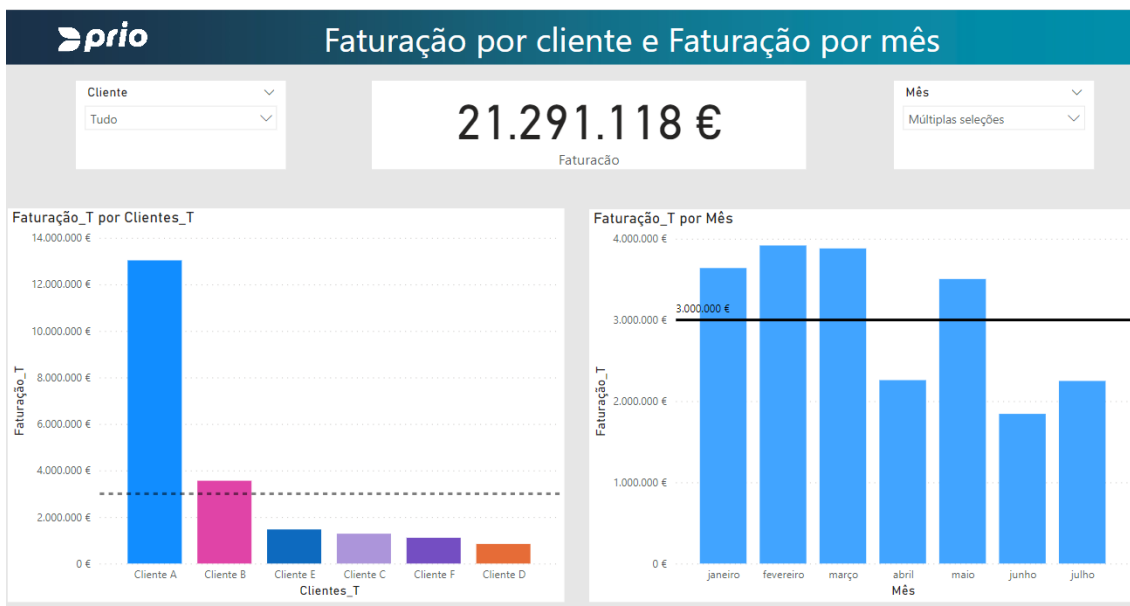 prio
Faturação por cliente e Faturação por mês
Cliente
Tudo
21.291.118 €
Faturacão
Mês
Múltiplas seleções
Faturação_T por Clientes_T
14.000.000 €
12.000.000 €
10.000.000 €
8.000.000 €
6.000.000 €
4.000.000 €
2.000.000 €
0 €
Faturação_T
Cliente A Cliente B Cliente E Cliente C Cliente F Cliente D
Clientes_T
Faturação_T por Mês
4.000.000 €
3.000.000 €
3.000.000 €
2.000.000 €
1.000.000 €
0 €
Faturação_T
janeiro fevereiro março abril maio junho julho
Mês